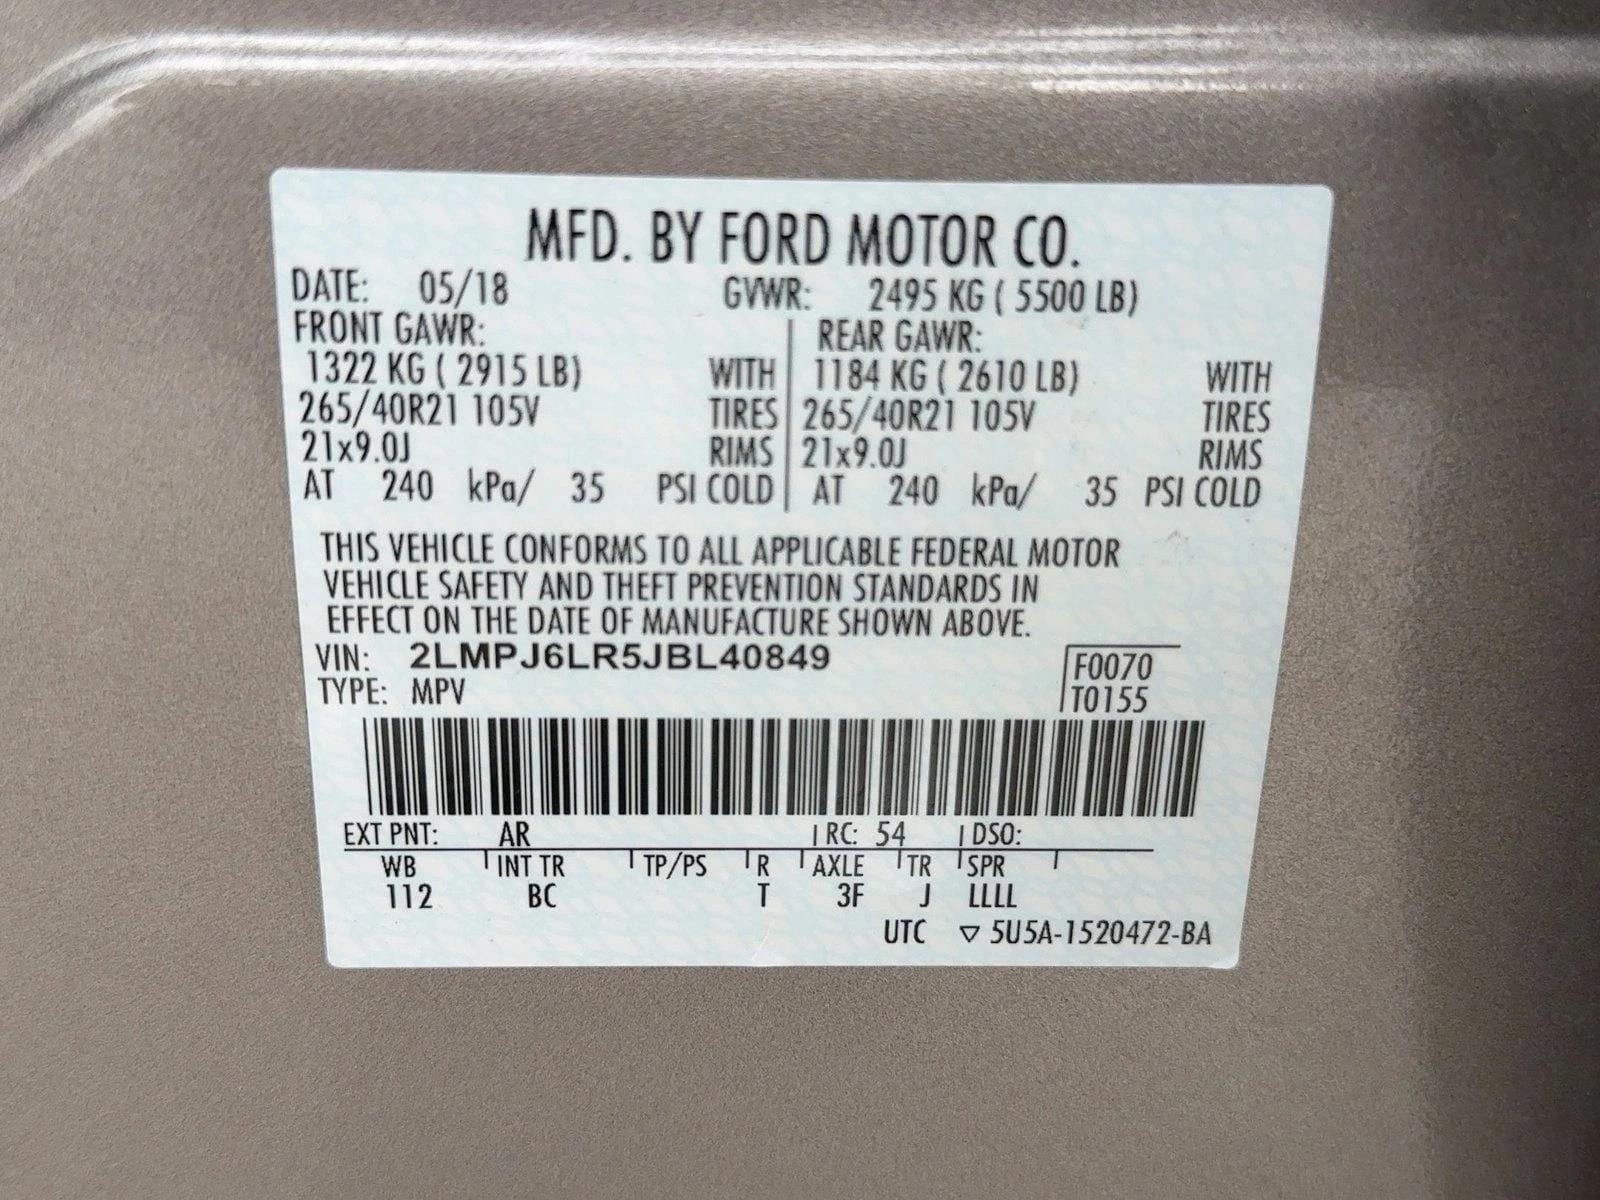 MFD. BY FORD MOTOR CO.
DATE: 05/18 GVWR: 2495 KG ( 5500 LB)
FRONT GAWR: REAR GAWR:
1322 KG ( 2915 LB) WITH 1184 KG ( 2610 LB) WITH
265/40R21 105V TIRES 265/40R21 105V TIRES
21x9.0J RIMS 21x9.0J RIMS
AT 240 kPa/ 35 PSI COLD AT 240 kPa/ 35 PSI COLD
THIS VEHICLE CONFORMS TO ALL APPLICABLE FEDERAL MOTOR
VEHICLE SAFETY AND THEFT PREVENTION STANDARDS IN
EFFECT ON THE DATE OF MANUFACTURE SHOWN ABOVE.
VIN: 2LMPJ6LR5JBL40849 F0070
TYPE: MPV T0155
EXT PNT: AR RC: 54 DSO:
WB INT TR TP/PS R AXLE TR SPR
112 BC T 3F J LLLL
UTC ▽ 5U5A-1520472-BA